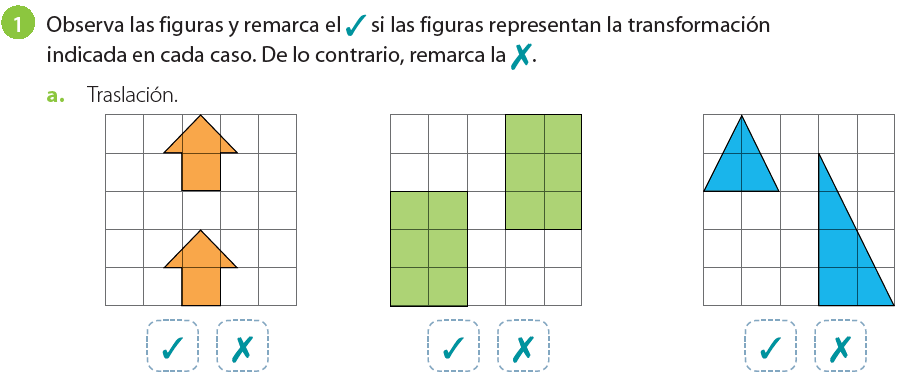 1 Observa las figuras y remarca el ✓ si las figuras representan la transformación
indicada en cada caso. De lo contrario, remarca la ✗.
a. Traslación.
✓ ✗ ✓ ✗ ✓ ✗